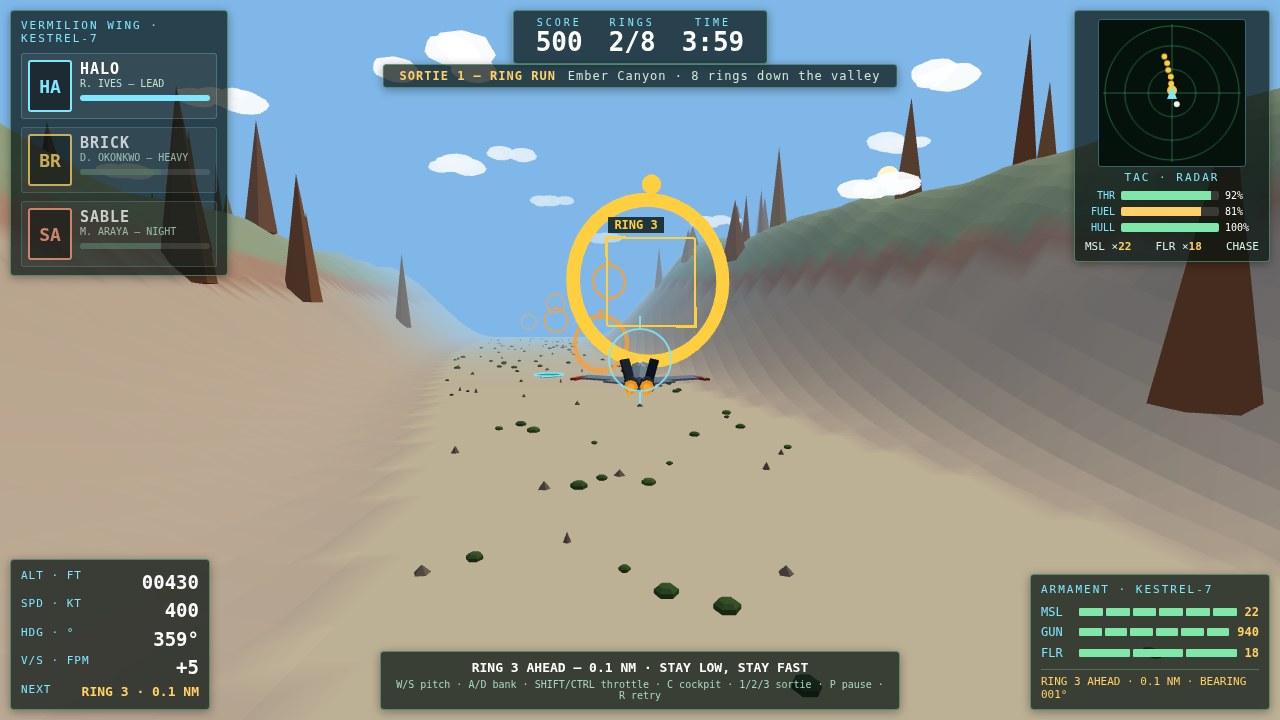 VERMILION WING ·
KESTREL-7
HA
HALO
R. IVES — LEAD
BR
BRICK
D. OKONKWO — HEAVY
SA
SABLE
M. ARAYA — NIGHT
SCORE RINGS TIME
500 2/8 3:59
SORTIE 1 — RING RUN Ember Canyon · 8 rings down the valley
TAC · RADAR
THR 92%
FUEL 81%
HULL 100%
MSL ×22 FLR ×18 CHASE
RING 3
ALT · FT 00430
SPD · KT 400
HDG · ° 359°
V/S · FPM +5
NEXT RING 3 · 0.1 NM
RING 3 AHEAD — 0.1 NM · STAY LOW, STAY FAST
W/S pitch · A/D bank · SHIFT/CTRL throttle · C cockpit · 1/2/3 sortie · P pause ·
R retry
ARMAMENT · KESTREL-7
MSL 22
GUN 940
FLR 18
RING 3 AHEAD · 0.1 NM · BEARING
001°